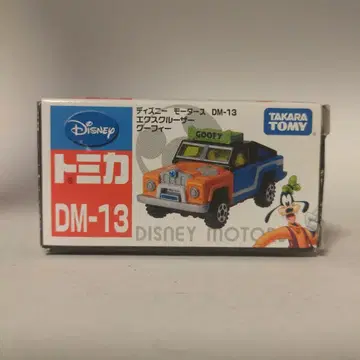 Disney
トミカ
DM-13
ディズニー モータース DM-13
エクスクルーザー
グーフィー
TAKARA
TOMY
GOOFY
DISNEY MOTOR